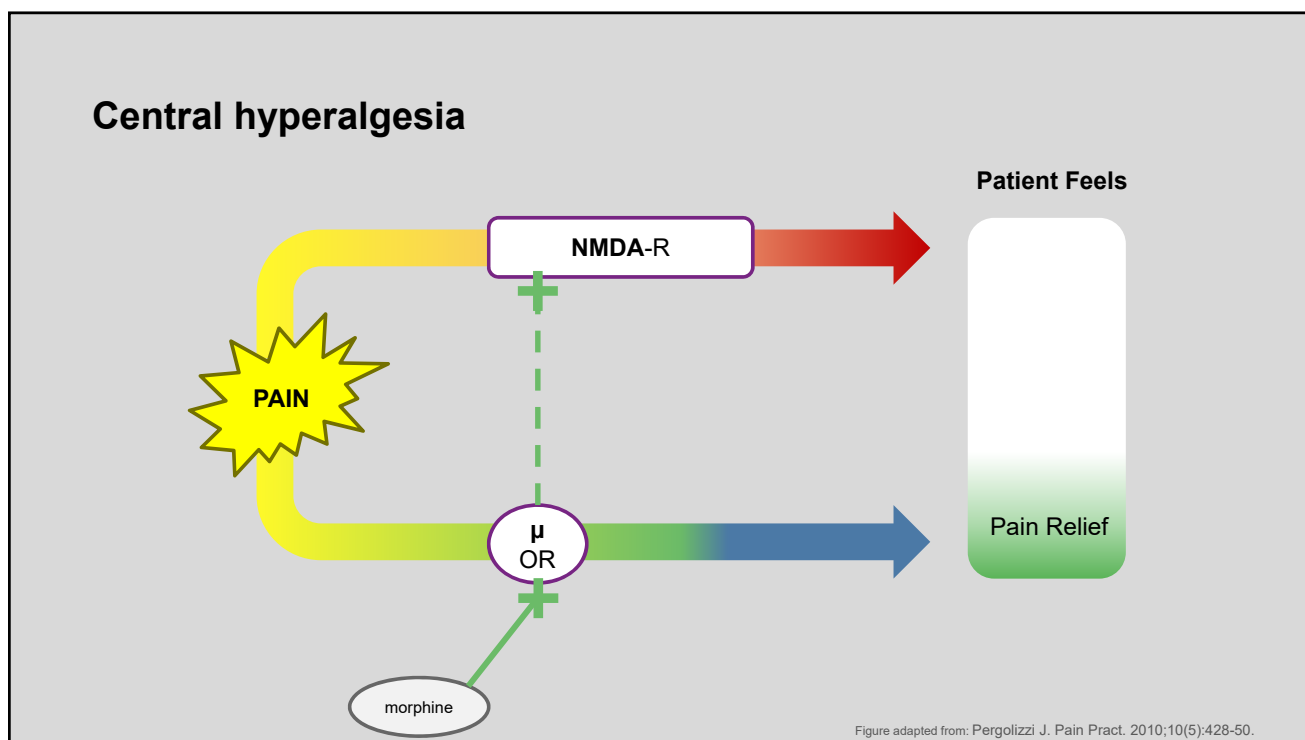 Central hyperalgesia
Patient Feels
NMDA-R
PAIN
µ
OR
Pain Relief
morphine
Figure adapted from: Pergolizzi J. Pain Pract. 2010;10(5):428-50.